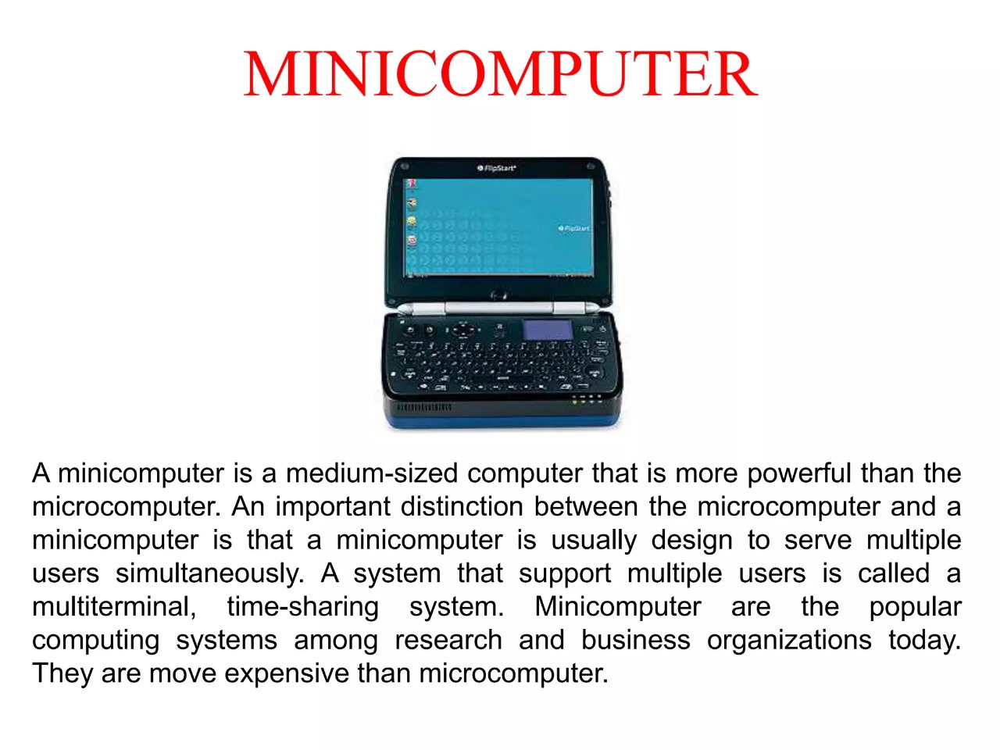 MINICOMPUTER
FlipStart
FlipStart
A minicomputer is a medium-sized computer that is more powerful than the
microcomputer. An important distinction between the microcomputer and a
minicomputer is that a minicomputer is usually design to serve multiple
users simultaneously. A system that support multiple users is called a
multiterminal, time-sharing system. Minicomputer are the popular
computing systems among research and business organizations today.
They are move expensive than microcomputer.